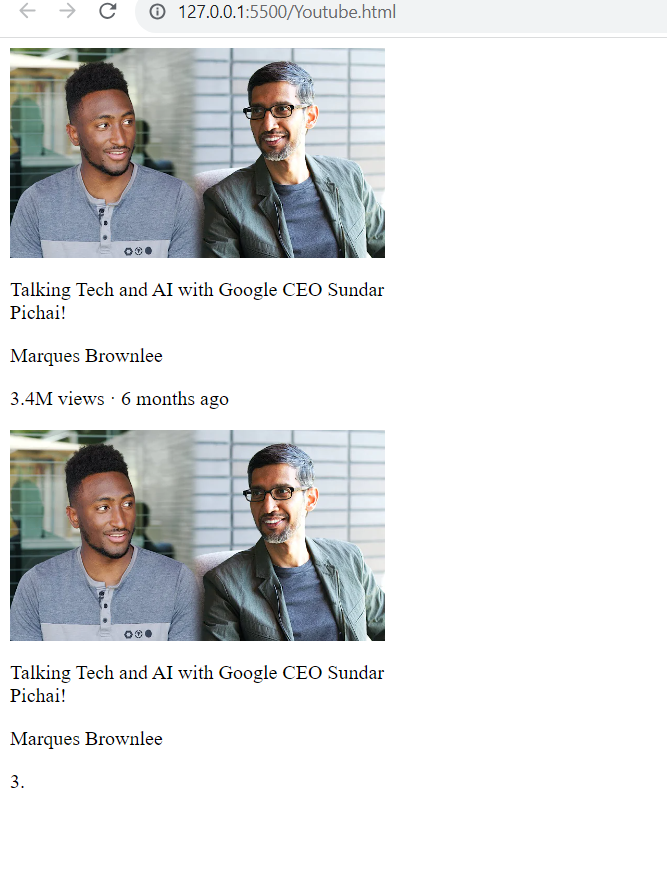 127.0.0.1:5500/Youtube.html
Talking Tech and AI with Google CEO Sundar
Pichai!
Marques Brownlee
3.4M views · 6 months ago
Talking Tech and AI with Google CEO Sundar
Pichai!
Marques Brownlee
3.